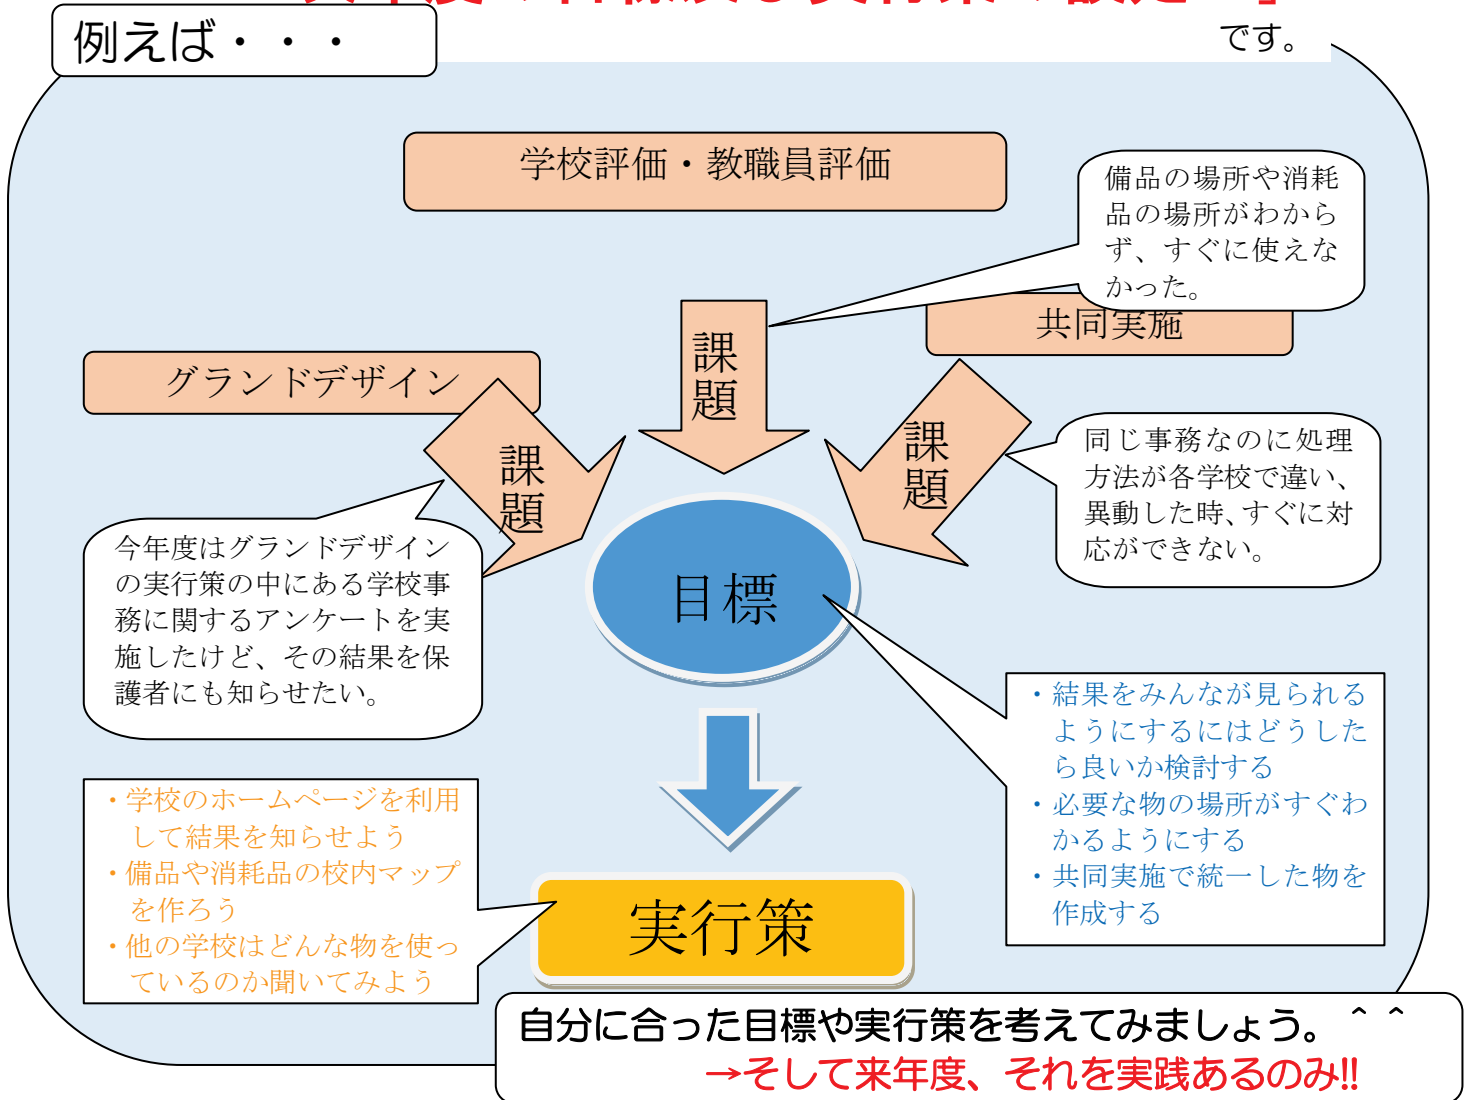 例えば・・・
です。
学校評価・教職員評価
備品の場所や消耗
品の場所がわから
ず、すぐに使えな
かった。
共同実施
グランドデザイン
課題
課題
課題
同じ事務なのに処理
方法が各学校で違い、
異動した時、すぐに対
応ができない。
今年度はグランドデザイン
の実行策の中にある学校事
務に関するアンケートを実
施したけど、その結果を保
護者にも知らせたい。
目標
・結果をみんなが見られる
ようにするにはどうした
ら良いか検討する
・必要な物の場所がすぐわ
かるようにする
・共同実施で統一した物を
作成する
・学校のホームページを利用
して結果を知らせよう
・備品や消耗品の校内マップ
を作ろう
・他の学校はどんな物を使っ
ているのか聞いてみよう
実行策
自分に合った目標や実行策を考えてみましょう。＾＾
→そして来年度、それを実践あるのみ!!